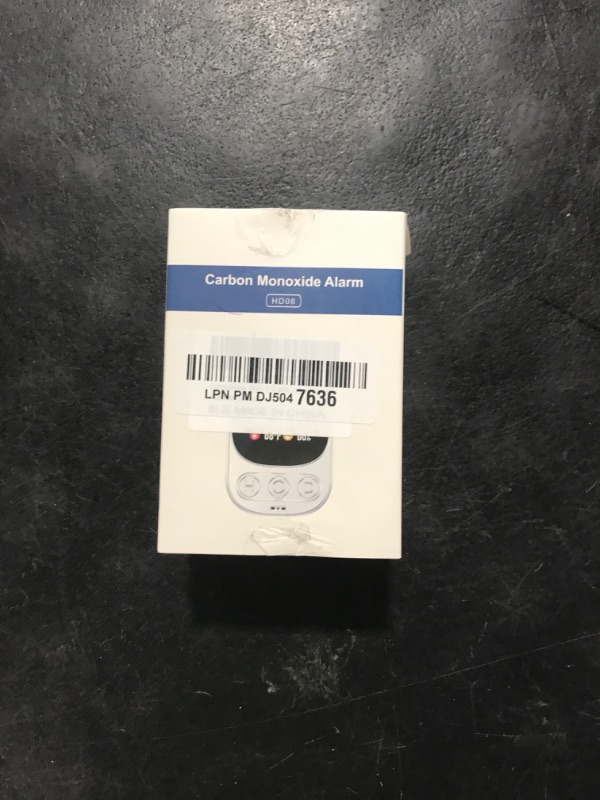 Carbon Monoxide Alarm
HD08
LPN PM DJ504 7636
MADE IN CHINA